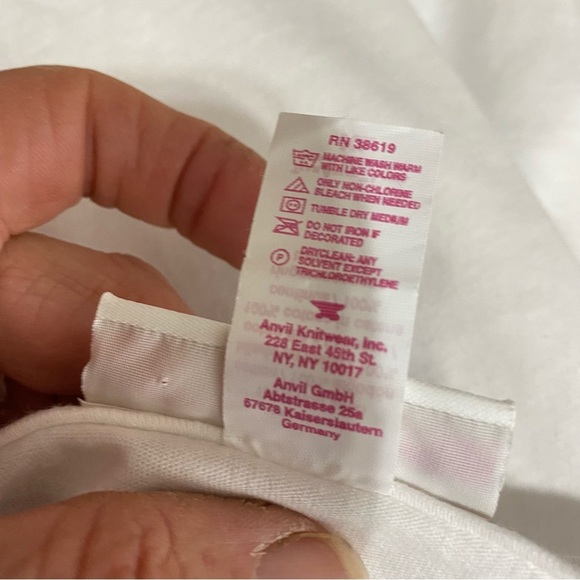 RN 38619
MACHINE WASH WARM
WITH LIKE COLORS
ONLY NON-CHLORINE
BLEACH WHEN NEEDED
TUMBLE DRY MEDIUM
DO NOT IRON IF
DECORATED
P
DRYCLEAN: ANY
SOLVENT EXCEPT
TRICHLOROETHYLENE
Anvil Knitwear, Inc.
228 East 45th St.
NY, NY 10017
Anvil GmbH
Abtstrasse 25a
67678 Kaiserslautern
Germany